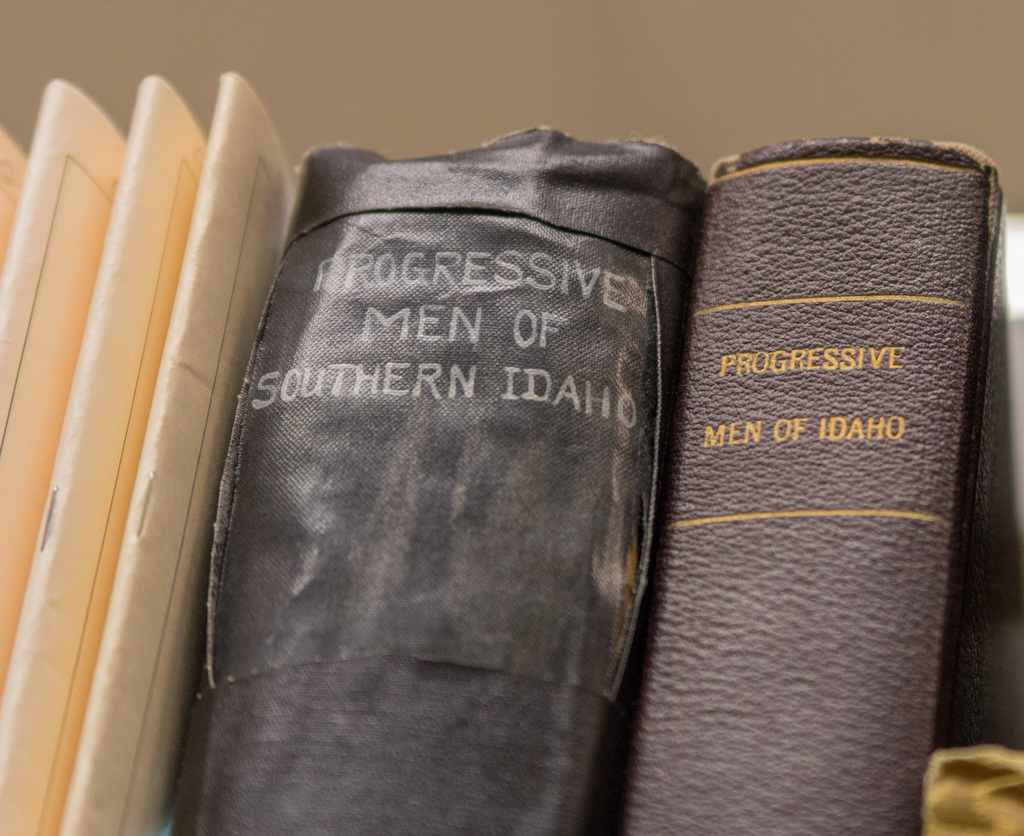 PROGRESSIVE
MEN OF
SOUTHERN IDAHO
PROGRESSIVE
MEN OF IDAHO